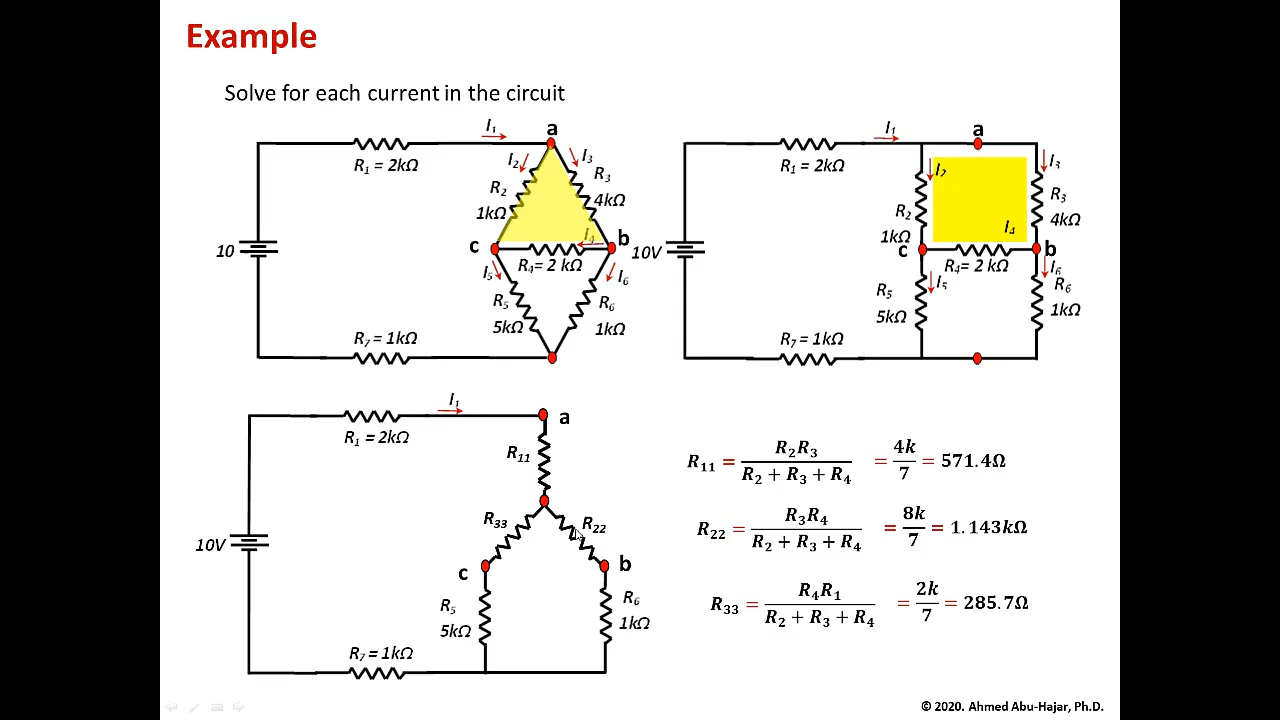 Example
Solve for each current in the circuit
I₁
a
R₁ = 2kΩ
I₂
I₃
R₂
1kΩ
R₃
4kΩ
10
c
I₄
b
R₄= 2 kΩ
I₅
I₆
R₅
5kΩ
R₆
1kΩ
R₇ = 1kΩ
I₁
a
R₁ = 2kΩ
I₂
I₃
R₂
1kΩ
R₃
4kΩ
10V
c
I₄
b
R₄= 2 kΩ
I₅
I₆
R₅
5kΩ
R₆
1kΩ
R₇ = 1kΩ
I₁
a
R₁ = 2kΩ
R₁₁
R₃₃
R₂₂
10V
c
b
R₅
5kΩ
R₆
1kΩ
R₇ = 1kΩ
R₁₁ = R₂R₃ / R₂ + R₃ + R₄ = 4k / 7 = 571.4Ω
R₂₂ = R₃R₄ / R₂ + R₃ + R₄ = 8k / 7 = 1.143kΩ
R₃₃ = R₄R₁ / R₂ + R₃ + R₄ = 2k / 7 = 285.7Ω
© 2020. Ahmed Abu-Hajar, Ph.D.